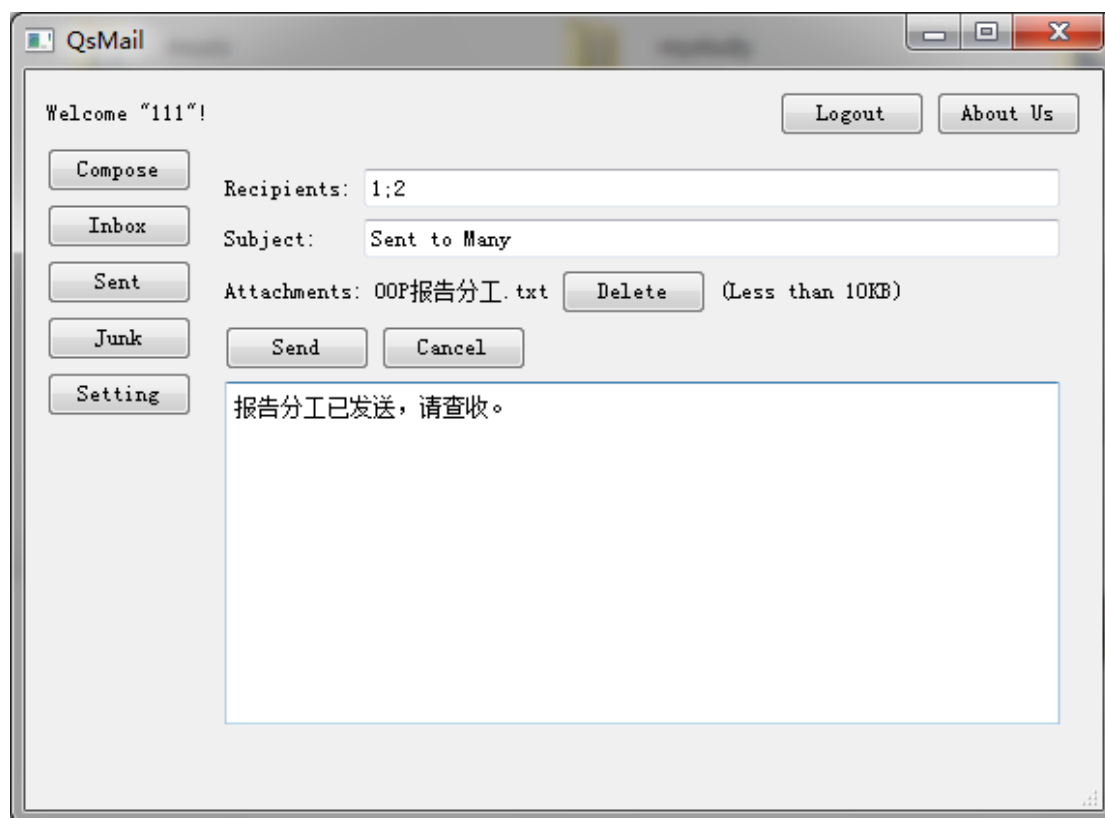 QsMail
Welcome "111"!
Logout
About Us
Compose
Inbox
Sent
Junk
Setting
Recipients: 1;2
Subject: Sent to Many
Attachments: OOP报告分工.txt Delete (Less than 10KB)
Send Cancel
报告分工已发送，请查收。